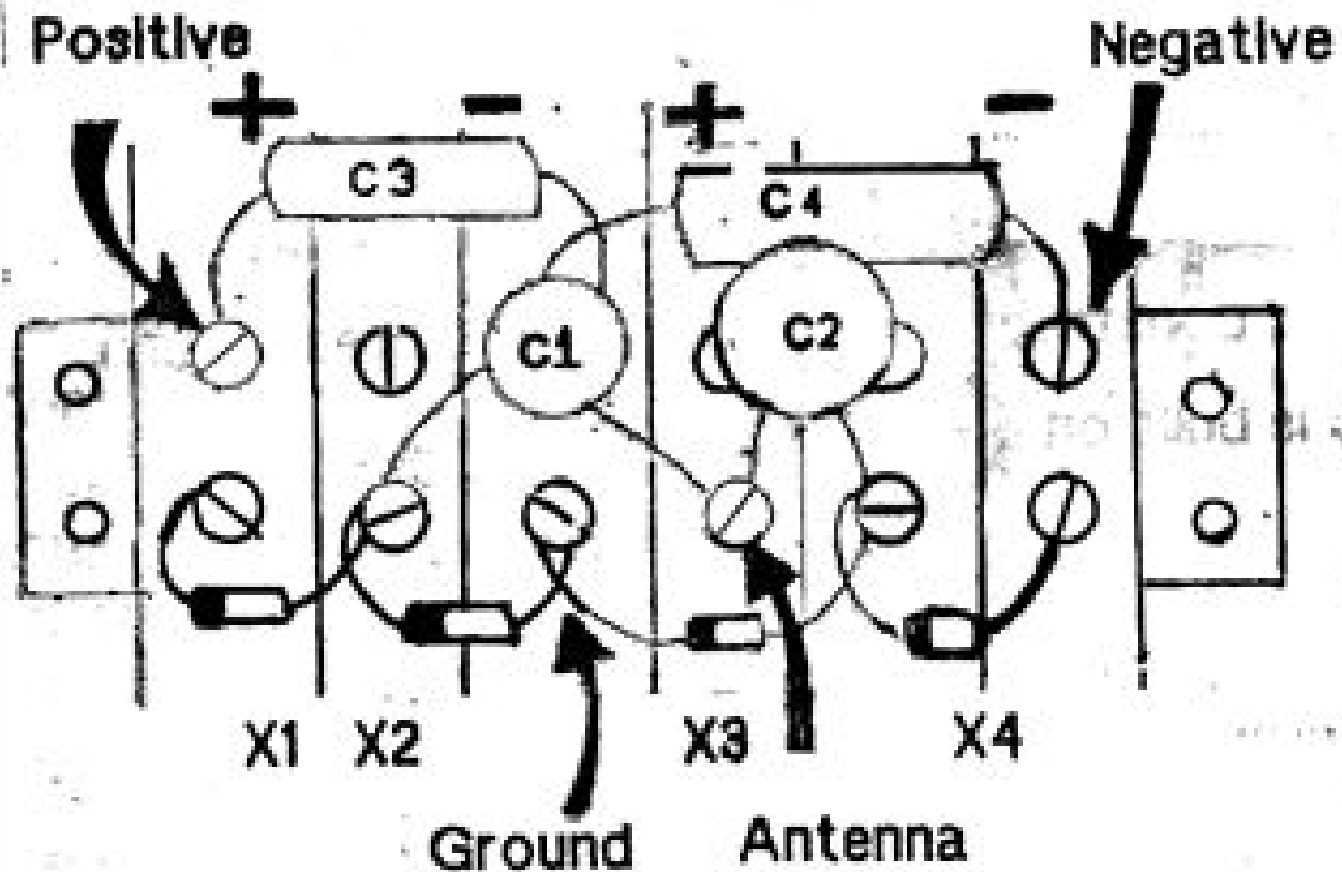 Positive
Negative
+ - + -
C3
C4
C1
C2
X1 X2 X3 X4
Ground Antenna